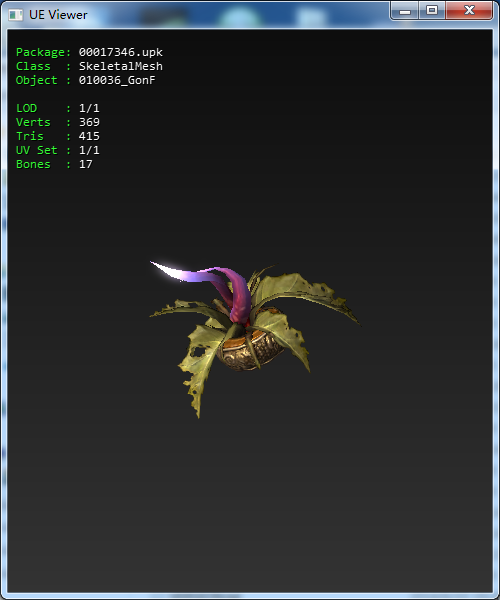 UE Viewer
Package: 00017346.upk
Class  : SkeletalMesh
Object : 010036_GonF
LOD    : 1/1
Verts  : 369
Tris   : 415
UV Set : 1/1
Bones  : 17